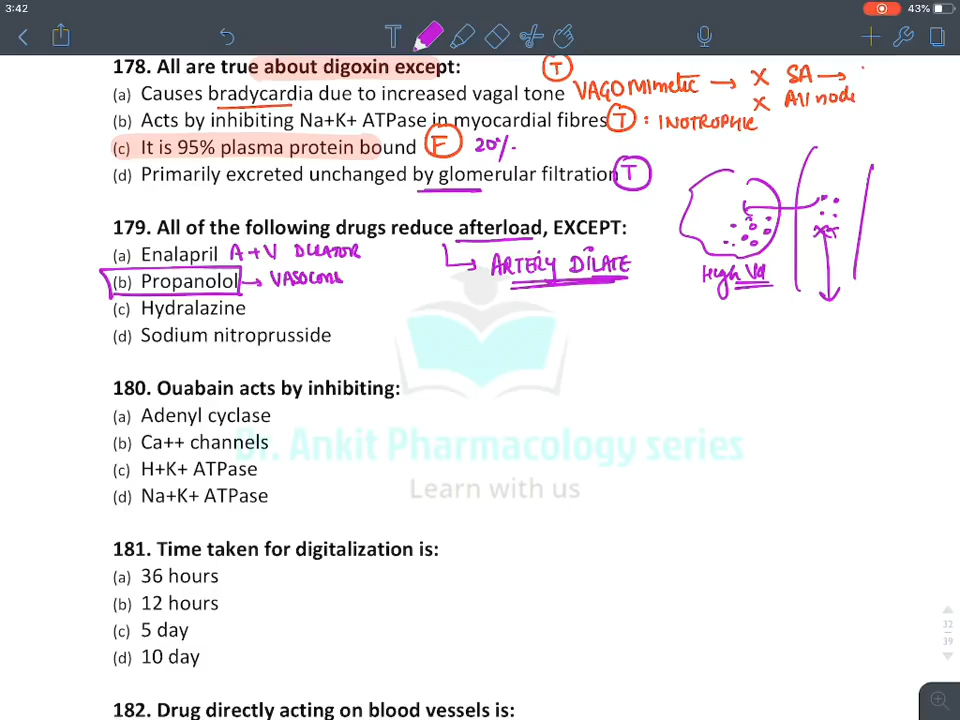 3:42
43%
T
178. All are true about digoxin except: T
(a) Causes bradycardia due to increased vagal tone VAGOMimetic → X SA →
X AV node
(b) Acts by inhibiting Na+K+ ATPase in myocardial fibres T : INOTROPHIC
(c) It is 95% plasma protein bound F 20%
(d) Primarily excreted unchanged by glomerular filtration T
179. All of the following drugs reduce afterload, EXCEPT:
(a) Enalapril A + V DILATOR ARTERY DILATE
(b) Propanolol → VASOCONS High Vd
(c) Hydralazine
(d) Sodium nitroprusside
180. Ouabain acts by inhibiting:
(a) Adenyl cyclase
(b) Ca++ channels
Dr. Ankit Pharmacology series
(c) H+K+ ATPase
Learn with us
(d) Na+K+ ATPase
181. Time taken for digitalization is:
(a) 36 hours
(b) 12 hours
(c) 5 day
32
39
(d) 10 day
182. Drug directly acting on blood vessels is: